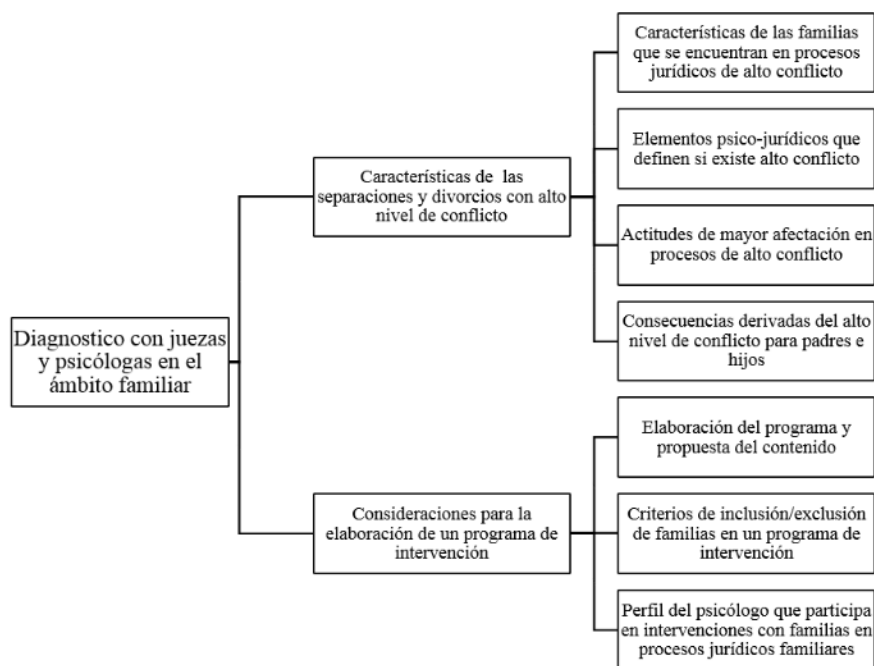 Diagnostico con juezas
y psicólogas en el
ámbito familiar
Características de las
separaciones y divorcios con alto
nivel de conflicto
Características de las familias
que se encuentran en procesos
jurídicos de alto conflicto
Elementos psico-jurídicos que
definen si existe alto conflicto
Actitudes de mayor afectación en
procesos de alto conflicto
Consecuencias derivadas del alto
nivel de conflicto para padres e
hijos
Consideraciones para la
elaboración de un programa de
intervención
Elaboración del programa y
propuesta del contenido
Criterios de inclusión/exclusión
de familias en un programa de
intervención
Perfil del psicólogo que participa
en intervenciones con familias en
procesos jurídicos familiares